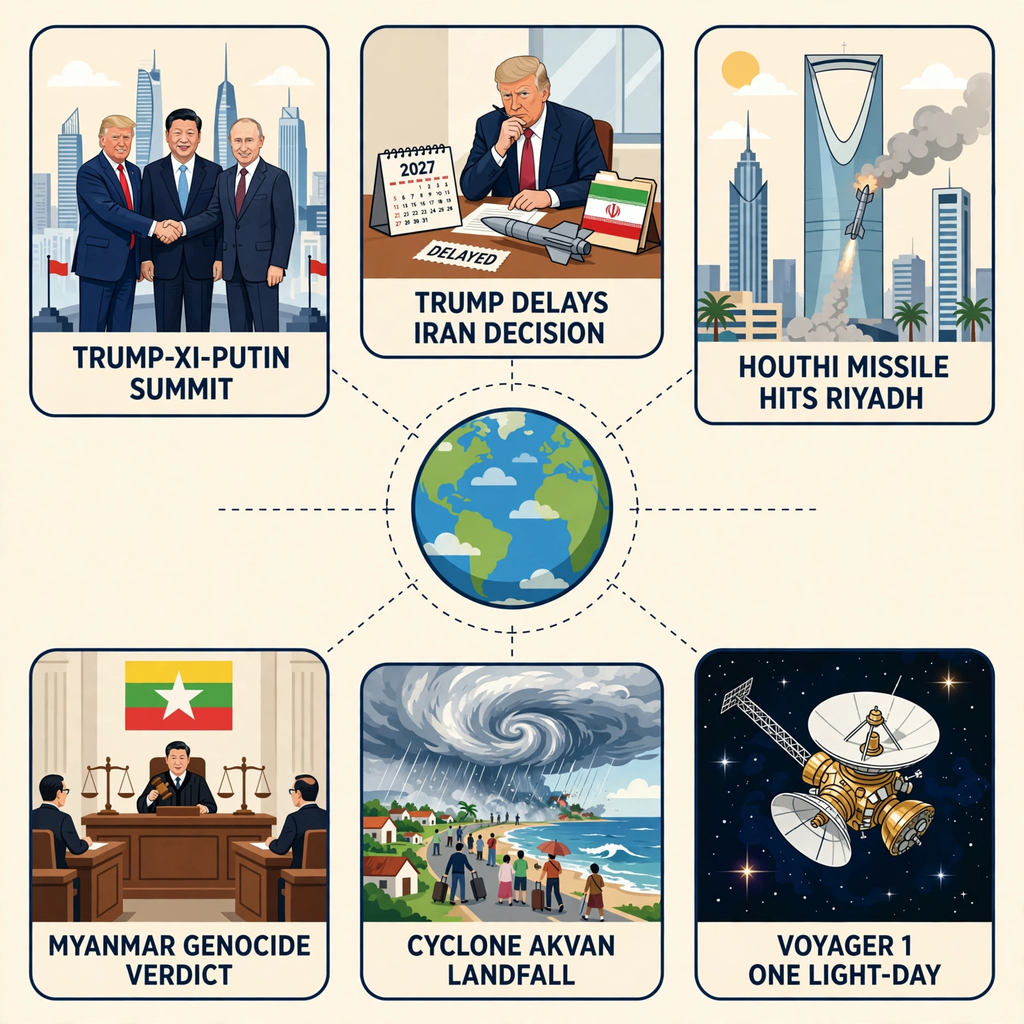 TRUMP-XI-PUTIN
SUMMIT
2027
DELAYED
TRUMP DELAYS
IRAN DECISION
HOUTHI MISSILE
HITS RIYADH
MYANMAR GENOCIDE
VERDICT
CYCLONE AKVAN
LANDFALL
VOYAGER 1
ONE LIGHT-DAY